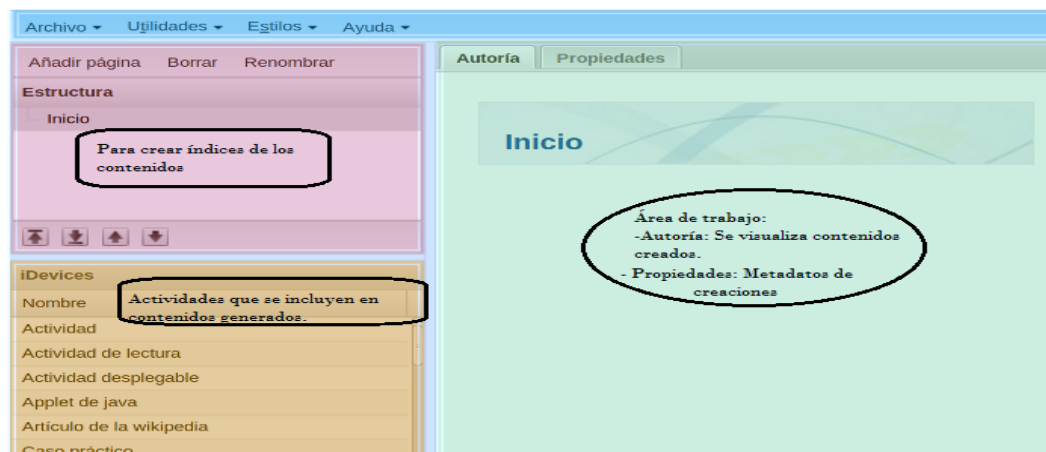 Archivo Utilidades Estilos Ayuda
Añadir página Borrar Renombrar
Estructura
Inicio
Para crear índices de los
contenidos
iDevices
Nombre
Actividades que se incluyen en
contenidos generados.
Actividad
Actividad de lectura
Actividad desplegable
Applet de java
Artículo de la wikipedia
Caso práctico
Autoría Propiedades
Inicio
Área de trabajo:
-Autoría: Se visualiza contenidos
creados.
- Propiedades: Metadatos de
creaciones